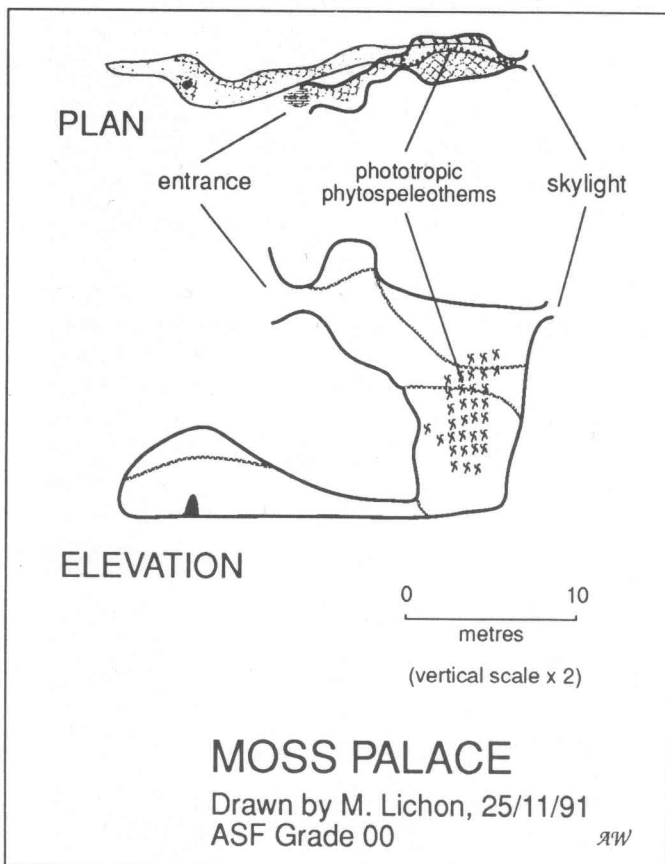 PLAN
entrance
phototropic
phytospeleothems
skylight
ELEVATION
0 10
metres
(vertical scale x 2)
MOSS PALACE
Drawn by M. Lichon, 25/11/91
ASF Grade 00
AW